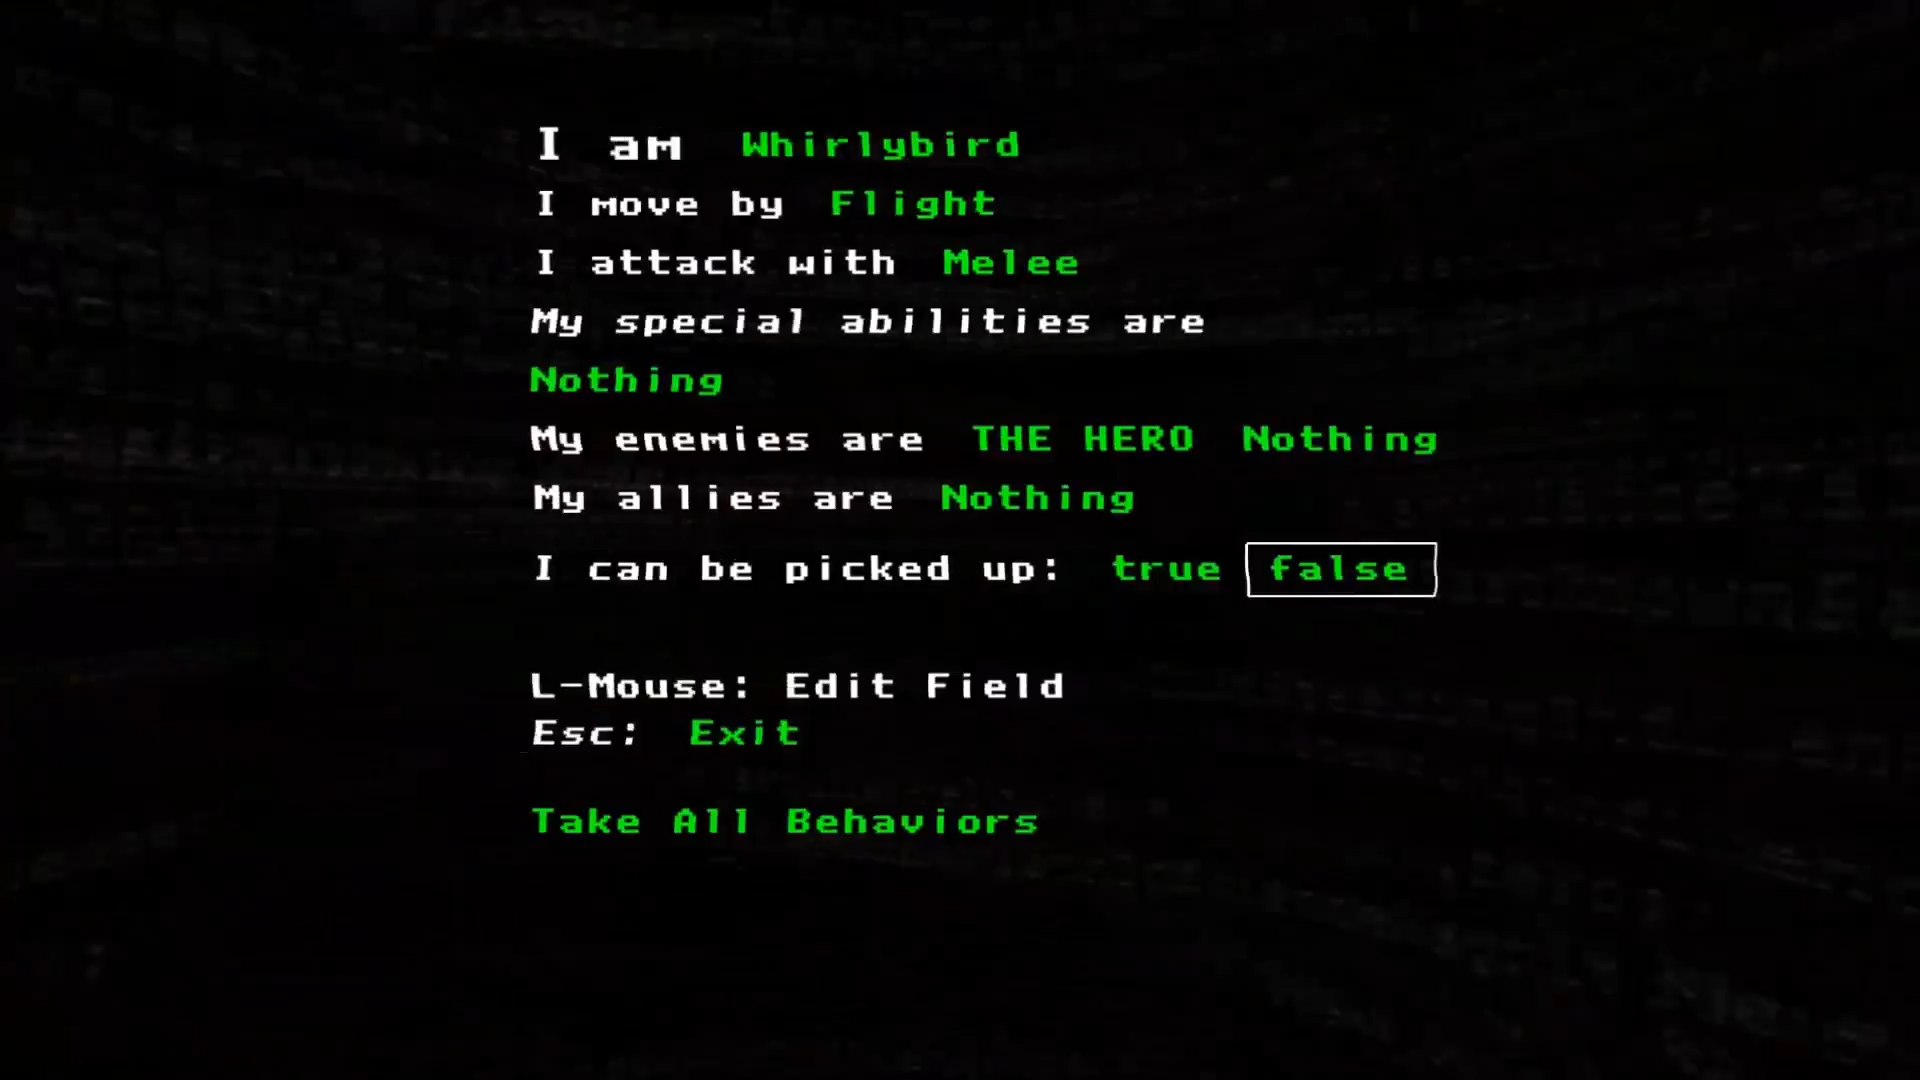 I am Whirlybird
I move by Flight
I attack with Melee
My special abilities are
Nothing
My enemies are THE HERO Nothing
My allies are Nothing
I can be picked up: true false
L-Mouse: Edit Field
Esc: Exit
Take All Behaviors